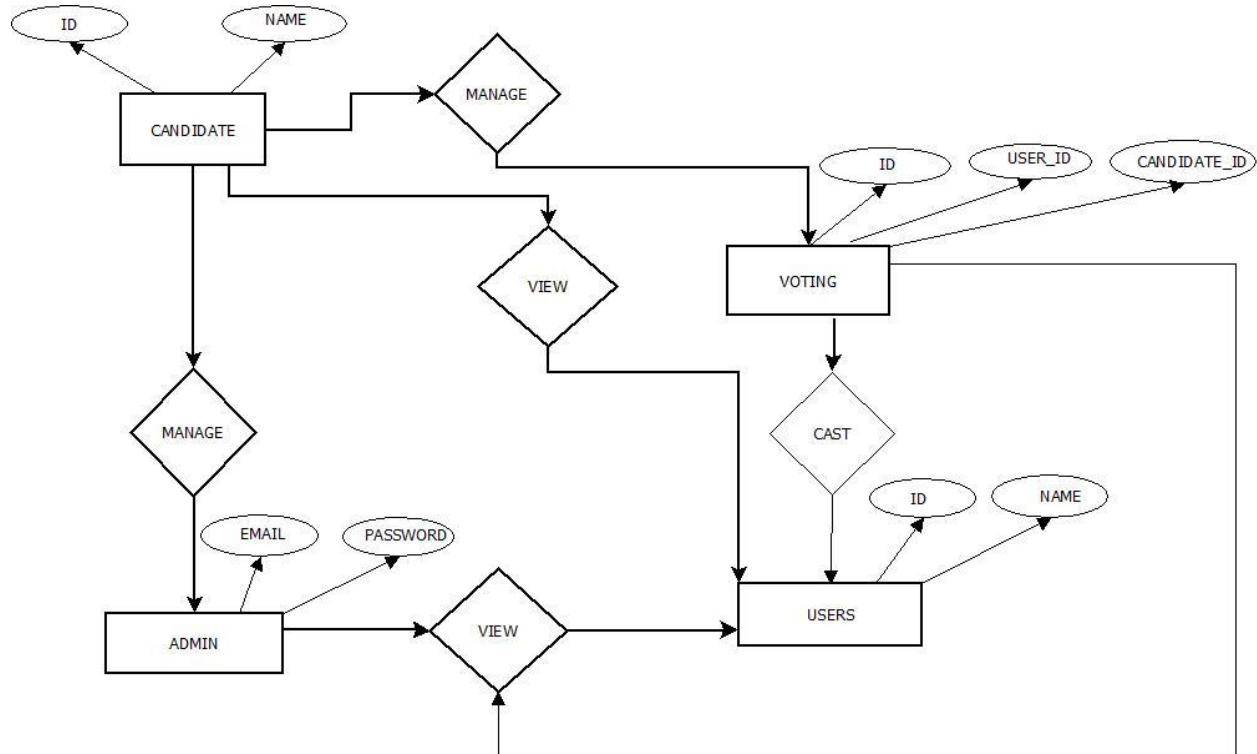 ID
NAME
MANAGE
CANDIDATE
ID
USER_ID
CANDIDATE_ID
VIEW
VOTING
MANAGE
CAST
ID
NAME
EMAIL
PASSWORD
VIEW
USERS
ADMIN